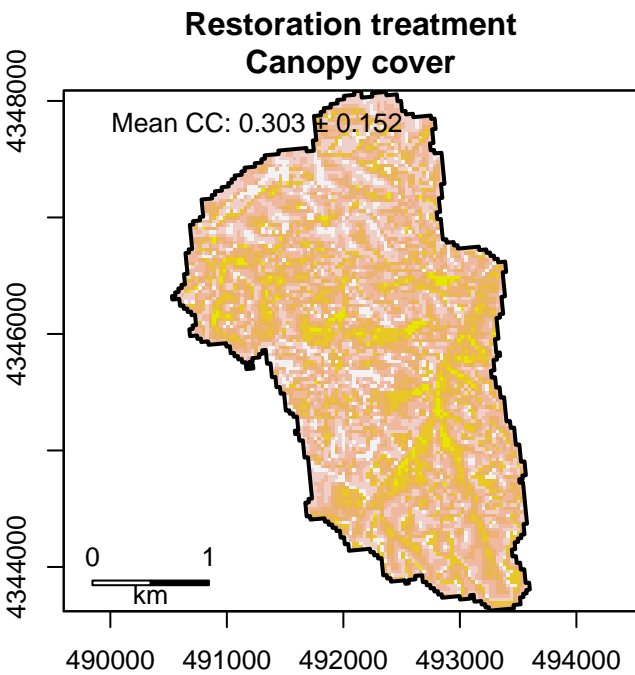 Restoration treatment
Canopy cover
Mean CC: 0.303 ± 0.152
4348000
4346000
4344000
0 1
km
490000 491000 492000 493000 494000